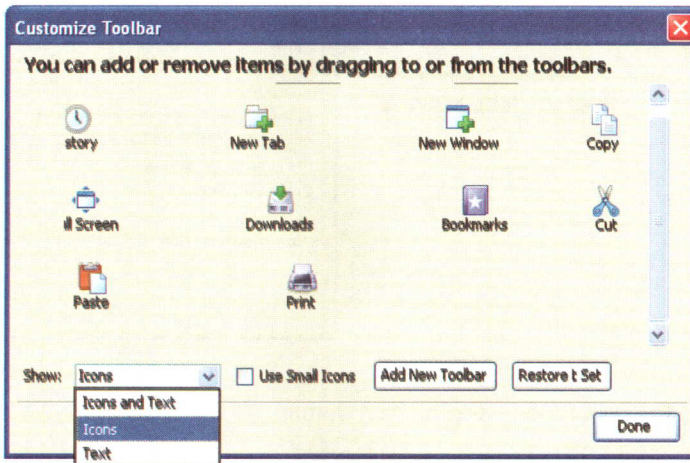 Customize Toolbar
You can add or remove items by dragging to or from the toolbars.
story New Tab New Window Copy
ll Screen Downloads Bookmarks Cut
Paste Print
Show: Icons Use Small Icons Add New Toolbar Restore t Set
Icons and Text
Icons
Done
Text